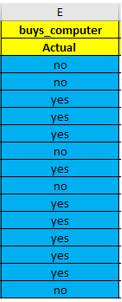 E
buys_computer
Actual
no
no
yes
yes
yes
no
yes
no
yes
yes
yes
yes
yes
no